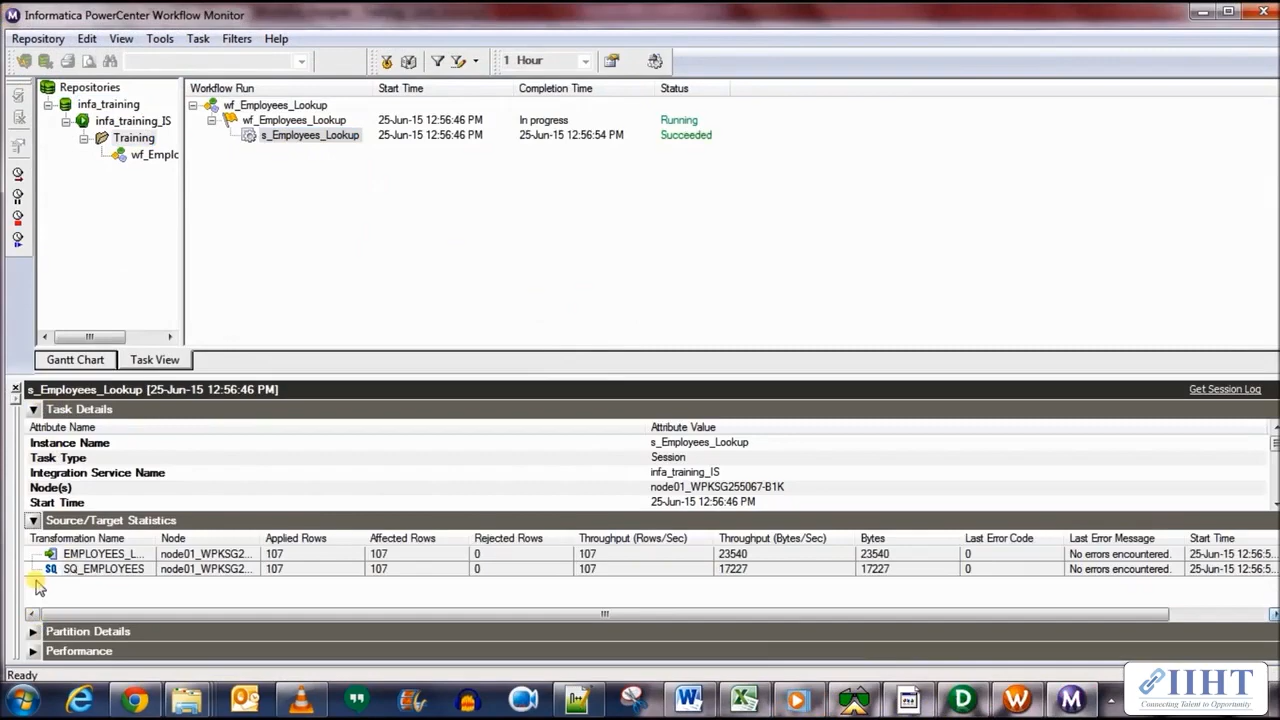 Informatica PowerCenter Workflow Monitor
Repository Edit View Tools Task Filters Help
1 Hour
Repositories
infa_training
infa_training_IS
Training
wf_Emplc
Workflow Run Start Time Completion Time Status
wf_Employees_Lookup
wf_Employees_Lookup 25-Jun-15 12:56:46 PM In progress Running
s_Employees_Lookup 25-Jun-15 12:56:46 PM 25-Jun-15 12:56:54 PM Succeeded
Gantt Chart Task View
s_Employees_Lookup [25-Jun-15 12:56:46 PM] Get Session Log
Task Details
Attribute Name Attribute Value
Instance Name s_Employees_Lookup
Task Type Session
Integration Service Name infa_training_IS
Node(s) node01_WPKSG255067-B1K
Start Time 25-Jun-15 12:56:46 PM
Source/Target Statistics
Transformation Name Node Applied Rows Affected Rows Rejected Rows Throughput (Rows/Sec) Throughput (Bytes/Sec) Bytes Last Error Code Last Error Message Start Time
EMPLOYEES_L... node01_WPKSG2... 107 107 0 107 23540 23540 0 No errors encountered. 25-Jun-15 12:56:5...
SQ SQ_EMPLOYEES node01_WPKSG2... 107 107 0 107 17227 17227 0 No errors encountered. 25-Jun-15 12:56:5...
Partition Details
Performance
Ready
IIHT
Connecting Talent to Opportunity